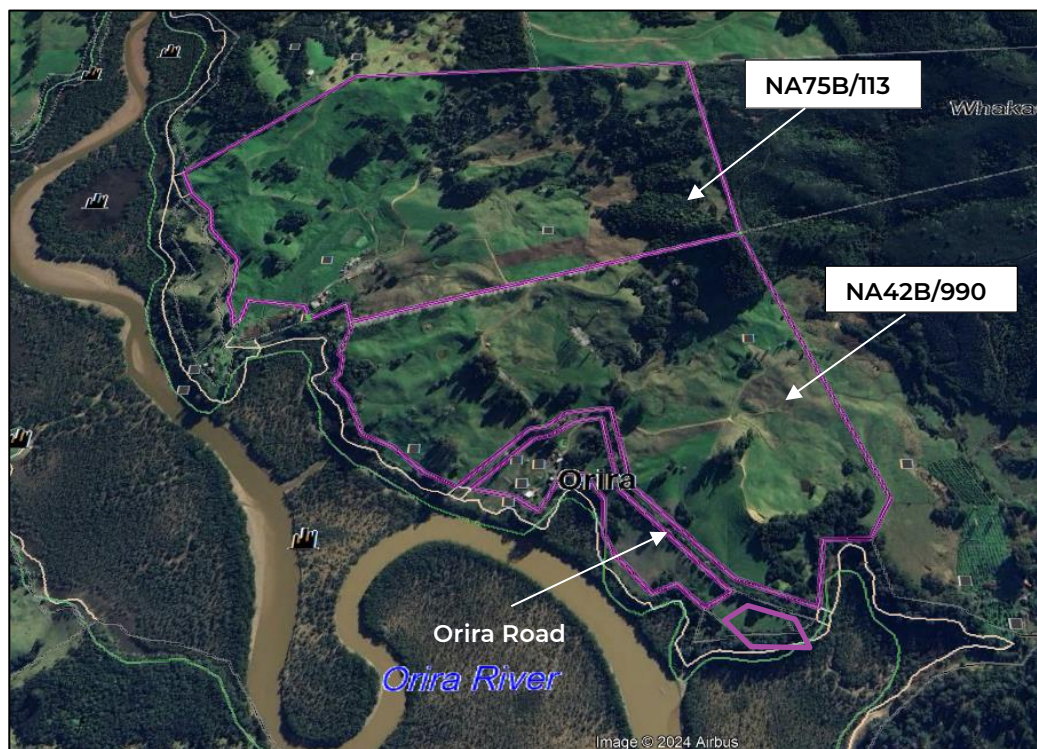 NA75B/113
Whaka
NA42B/990
Orira
Orira Road
Orira River
Image © 2024 Airbus